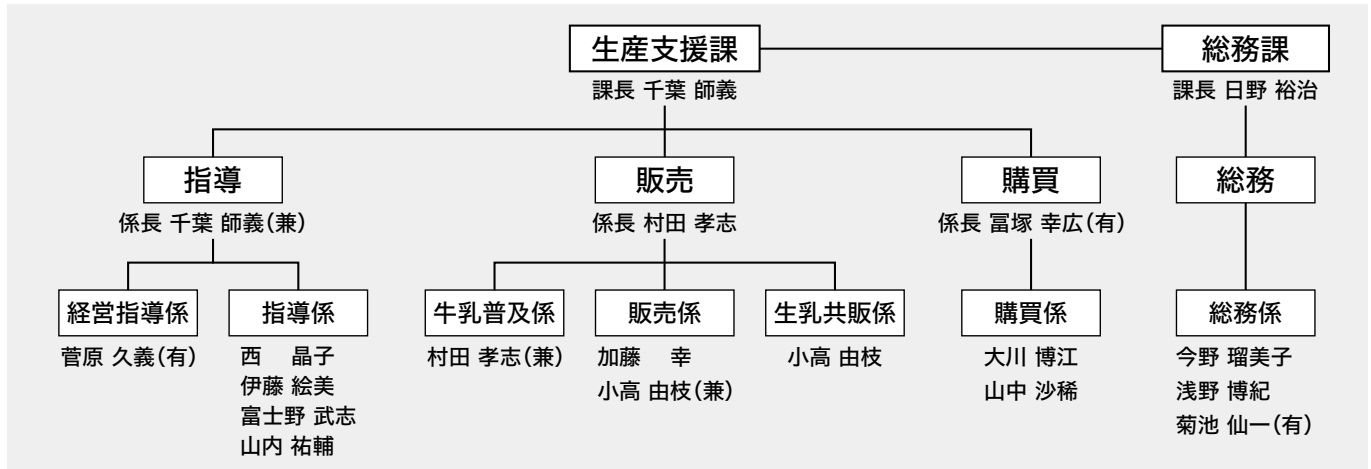 生産支援課 総務課
課長 千葉 師義 課長 日野 裕治
指導 販売 購買 総務
係長 千葉 師義(兼) 係長 村田 孝志 係長 冨塚 幸広(有)
経営指導係 指導係 牛乳普及係 販売係 生乳共販係 購買係 総務係
菅原 久義(有) 西 晶子 村田 孝志(兼) 加藤 幸 小高 由枝 大川 博江 今野 瑠美子
伊藤 絵美 小高 由枝(兼) 山中 沙稀 浅野 博紀
富士野 武志 菊池 仙一(有)
山内 祐輔